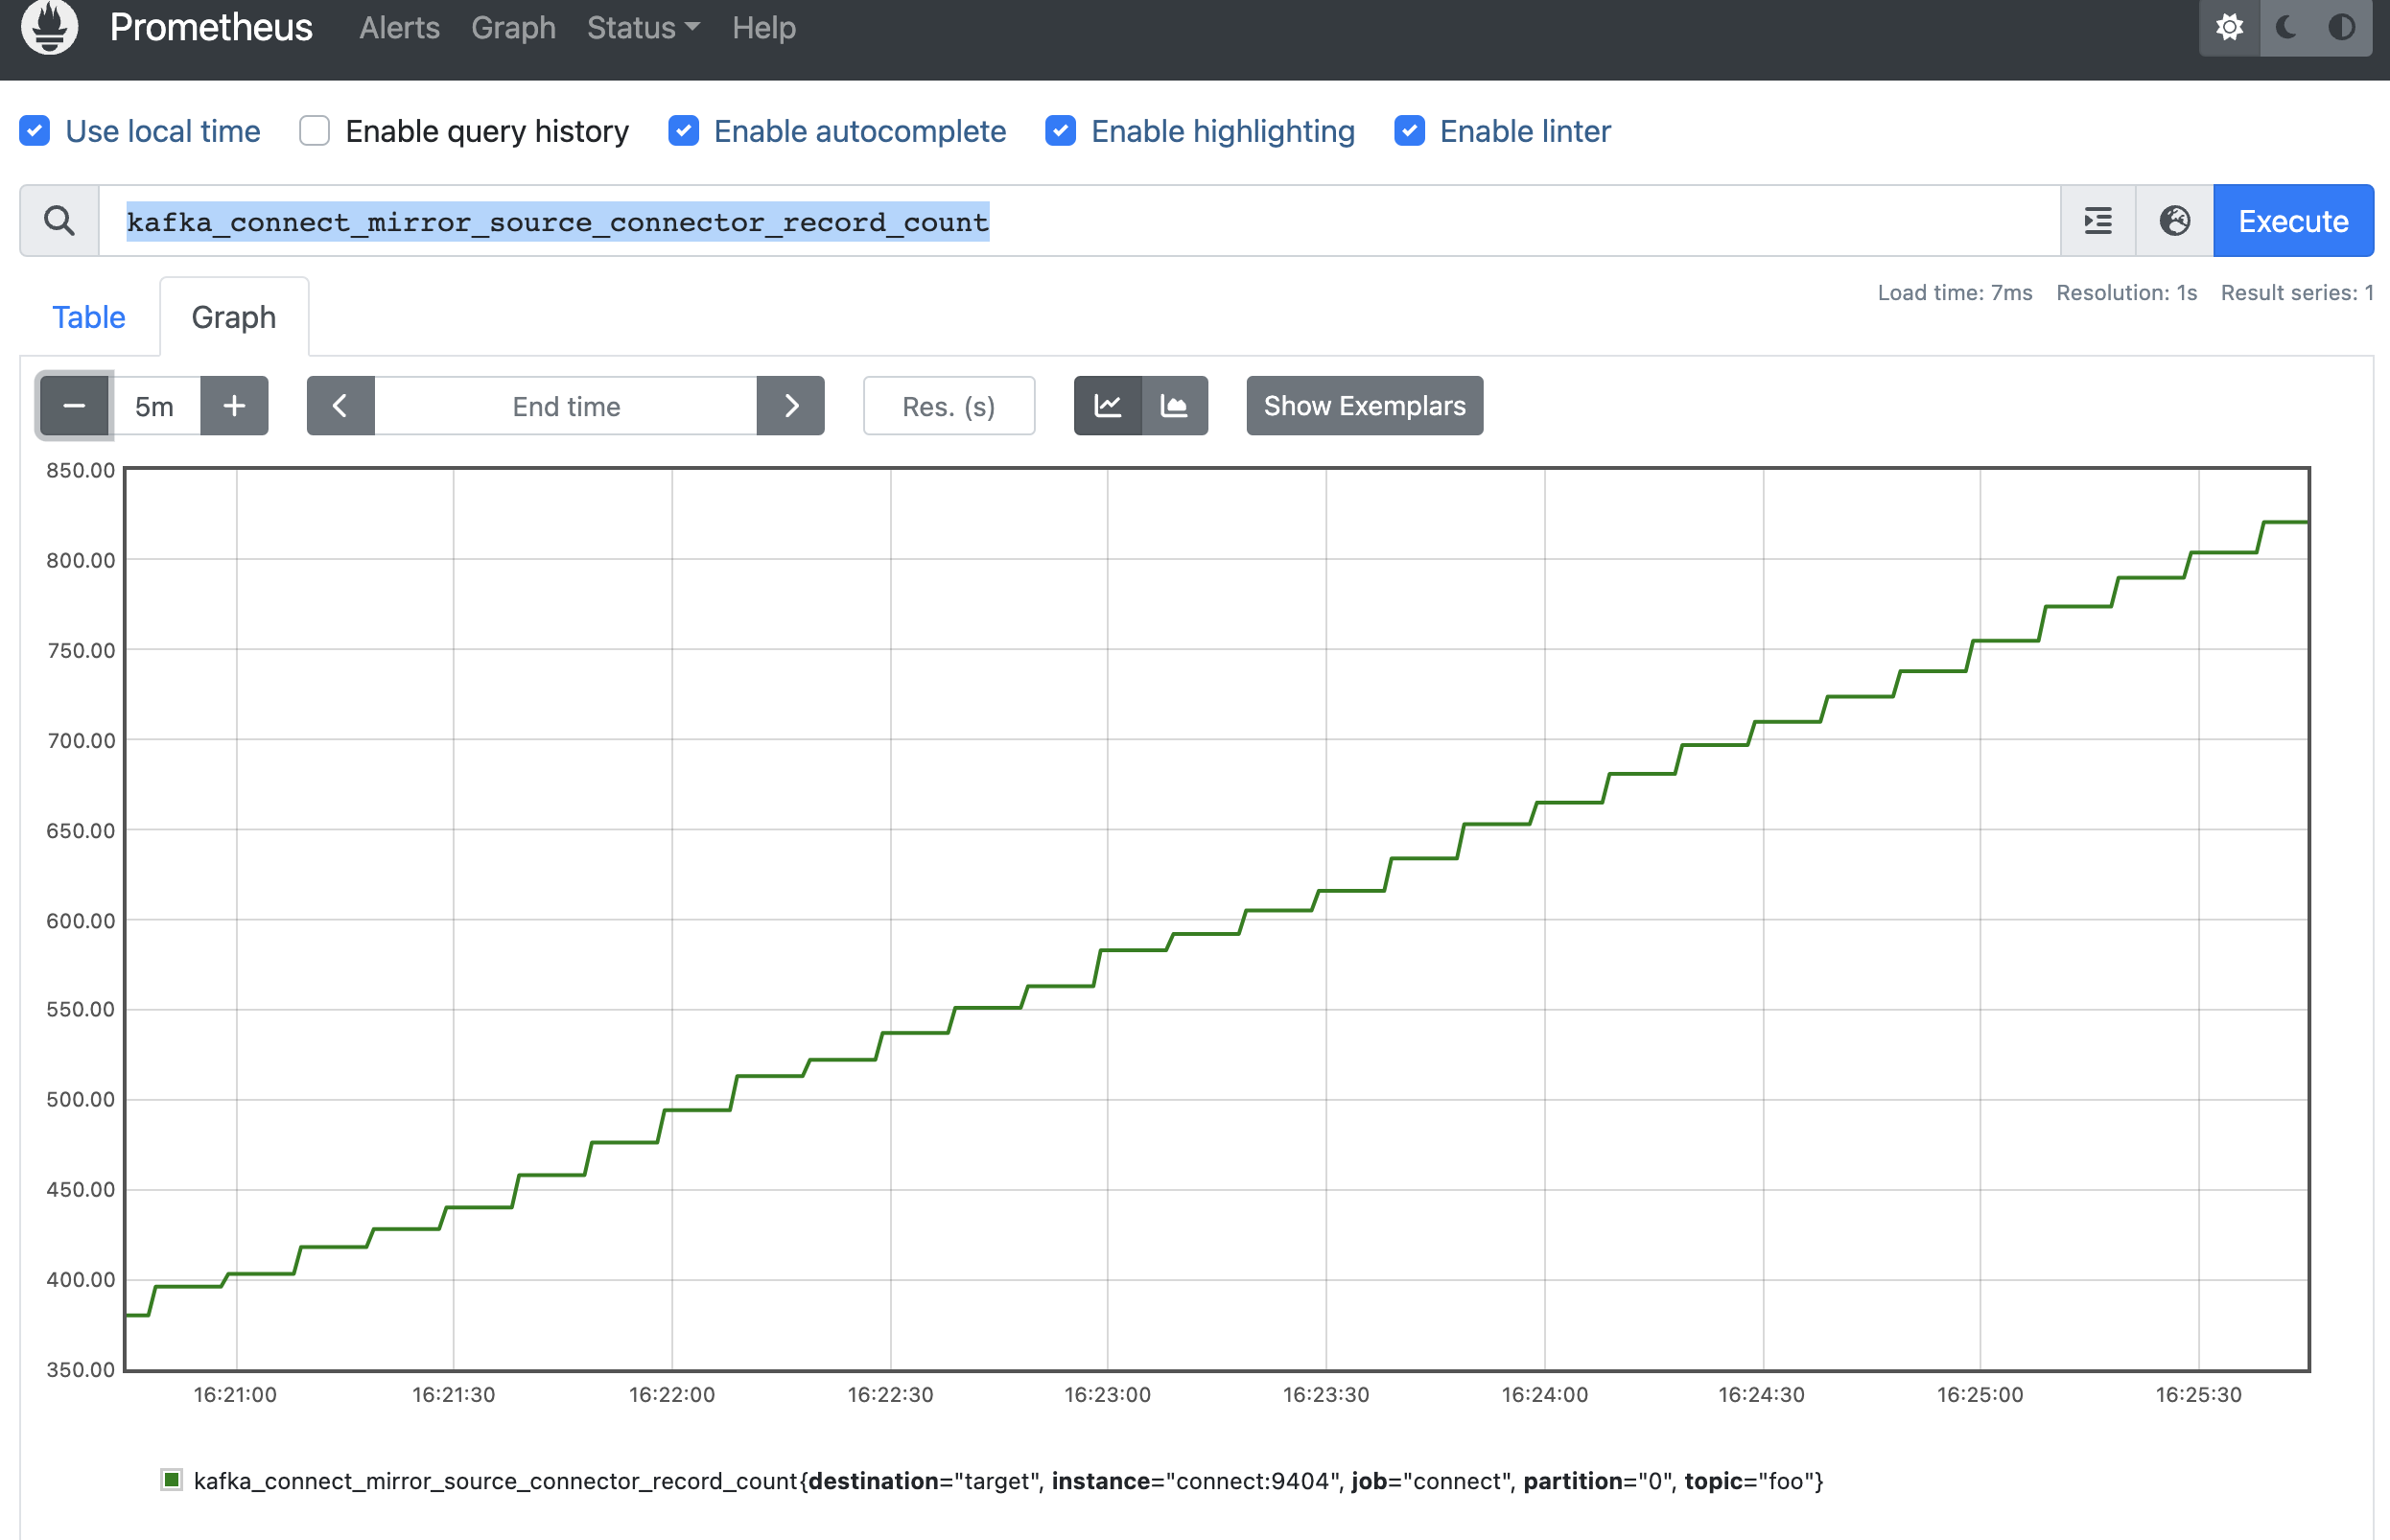 Prometheus Alerts Graph Status Help
Use local time Enable query history Enable autocomplete Enable highlighting Enable linter
kafka_connect_mirror_source_connector_record_count Execute
Load time: 7ms Resolution: 1s Result series: 1
Table Graph
5m End time Res. (s) Show Exemplars
850.00
800.00
750.00
700.00
650.00
600.00
550.00
500.00
450.00
400.00
350.00
16:21:00 16:21:30 16:22:00 16:22:30 16:23:00 16:23:30 16:24:00 16:24:30 16:25:00 16:25:30
kafka_connect_mirror_source_connector_record_count{destination="target", instance="connect:9404", job="connect", partition="0", topic="foo"}